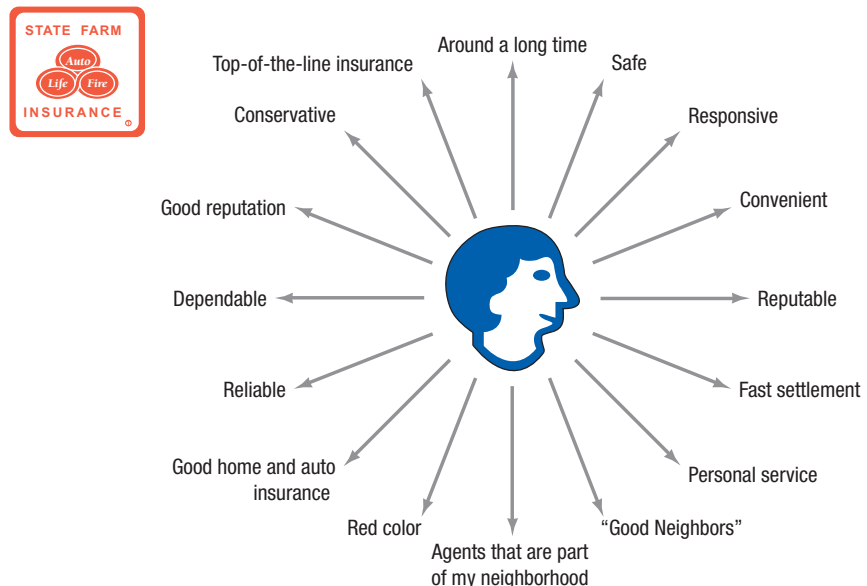 STATE FARM
Auto
Life Fire
INSURANCE
Around a long time
Top-of-the-line insurance
Safe
Conservative
Responsive
Good reputation
Convenient
Dependable
Reputable
Reliable
Fast settlement
Good home and auto
insurance
Personal service
Red color
“Good Neighbors”
Agents that are part
of my neighborhood